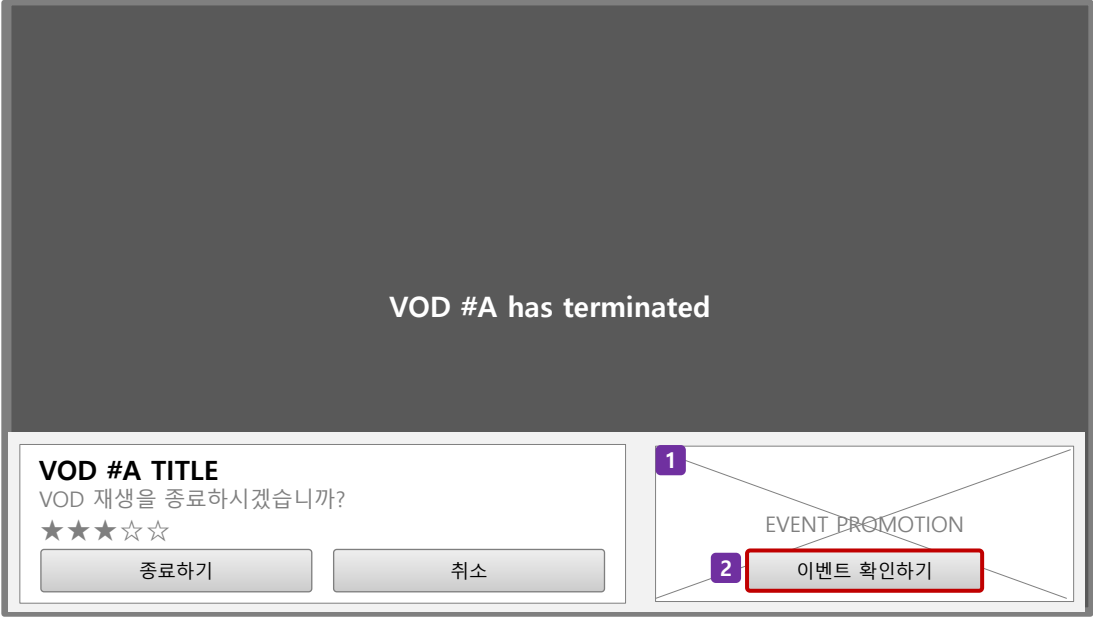 VOD #A has terminated
VOD #A TITLE
VOD 재생을 종료하시겠습니까?
★★★☆☆
종료하기
취소
1
EVENT PROMOTION
2
이벤트 확인하기